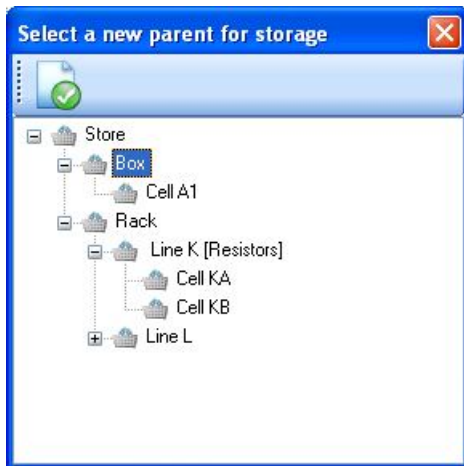 Select a new parent for storage
Store
Box
Cell A1
Rack
Line K [Resistors]
Cell KA
Cell KB
Line L